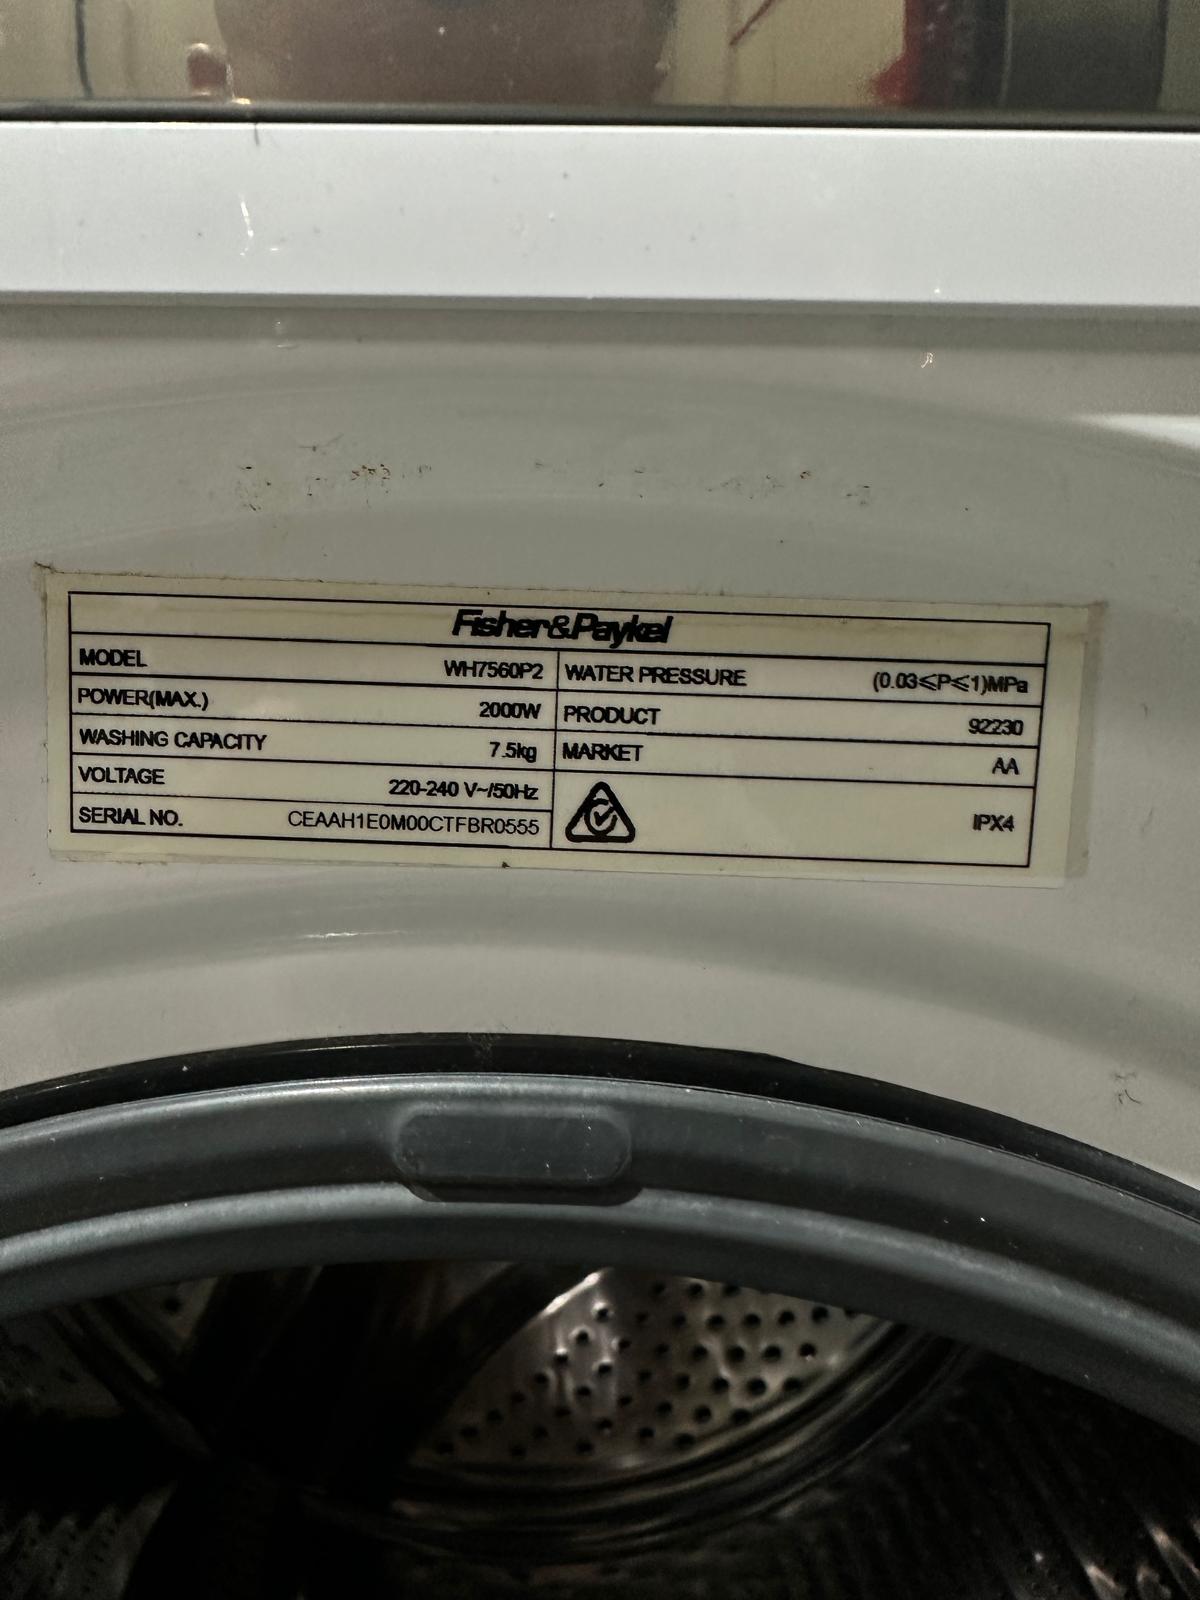 Fisher&Paykel
MODEL WH7560P2
WATER PRESSURE (0.03≤P≤1)MPa
POWER(MAX.) 2000W
PRODUCT 92230
WASHING CAPACITY 7.5kg
MARKET AA
VOLTAGE 220-240 V~/50Hz
SERIAL NO. CEAAH1E0M00CTFBR0555
IPX4